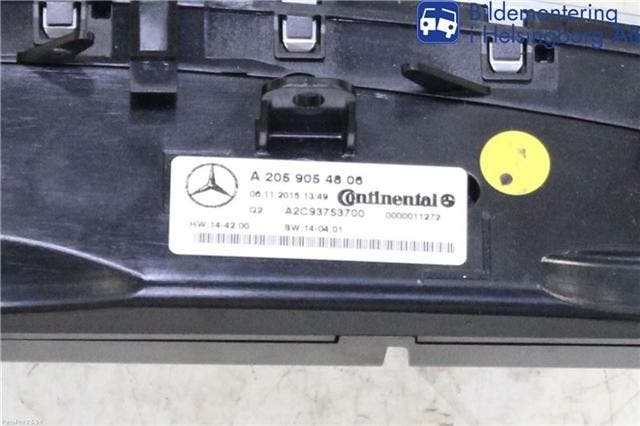 Bildemontering
i Helsingborg AB
A 205 905 48 06
06.11.2015 13:49 Continental
Q2 A2C93753700 0000011272
HW:14.42.00 SW:14.04.01